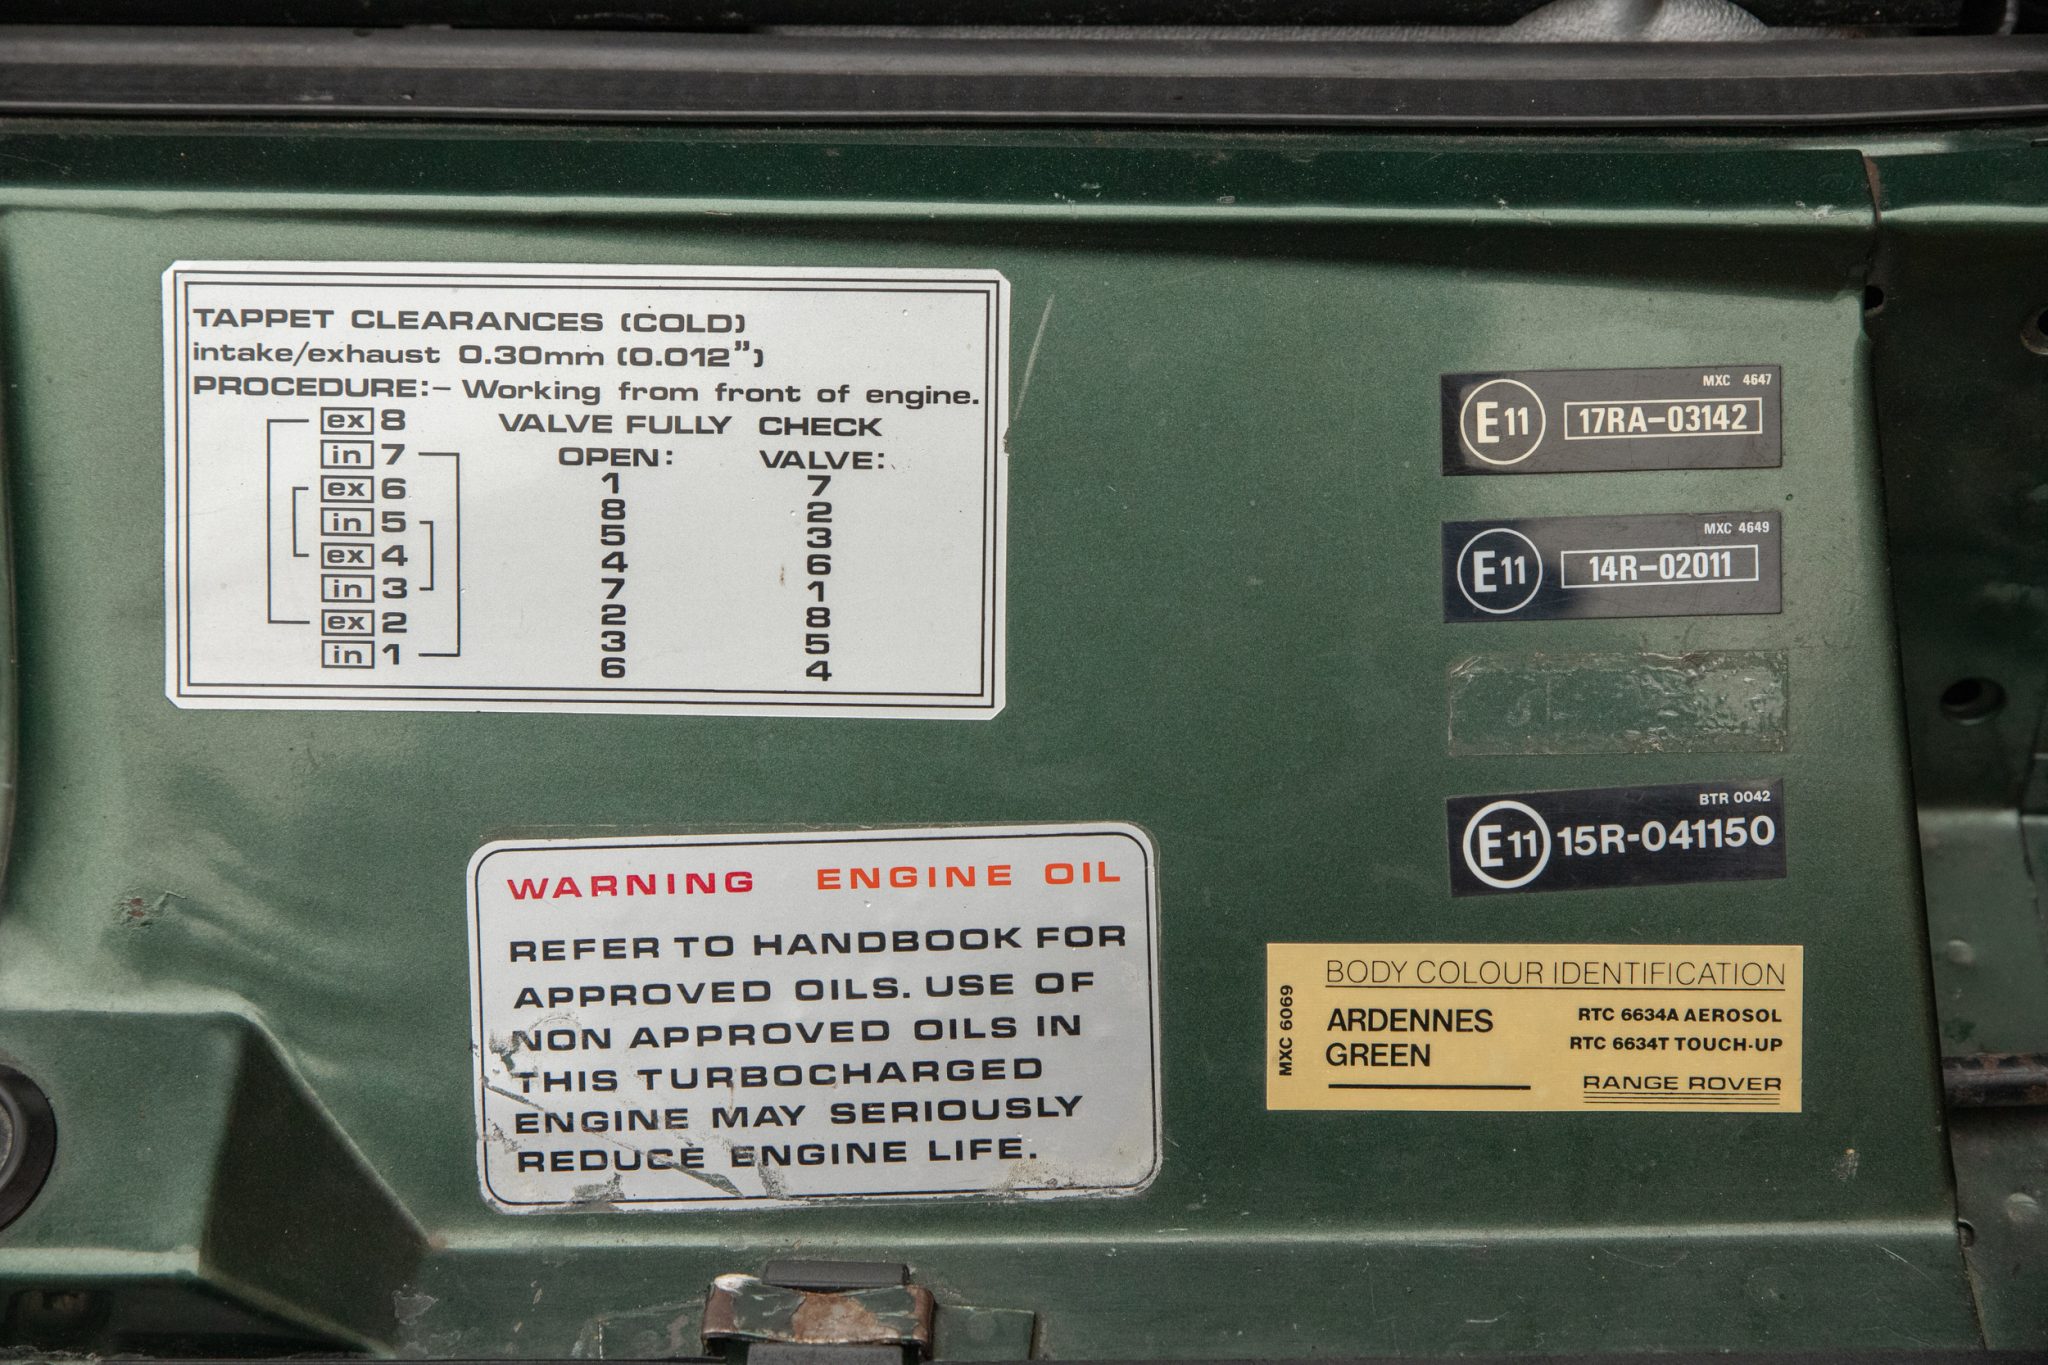 TAPPET CLEARANCES (COLD)
intake/exhaust 0.30mm (0.012")
PROCEDURE:- Working from front of engine.
ex 8
in 7
ex 6
in 5
ex 4
in 3
ex 2
in 1
VALVE FULLY CHECK
OPEN: VALVE:
1 7
8 2
5 3
4 6
7 1
2 8
3 5
6 4
WARNING ENGINE OIL
REFER TO HANDBOOK FOR
APPROVED OILS. USE OF
NON APPROVED OILS IN
THIS TURBOCHARGED
ENGINE MAY SERIOUSLY
REDUCE ENGINE LIFE.
MXC 4647
E11 17RA-03142
MXC 4649
E11 14R-02011
BTR 0042
E11 15R-041150
MXC 6069
BODY COLOUR IDENTIFICATION
ARDENNES
GREEN
RTC 6634A AEROSOL
RTC 6634T TOUCH-UP
RANGE ROVER